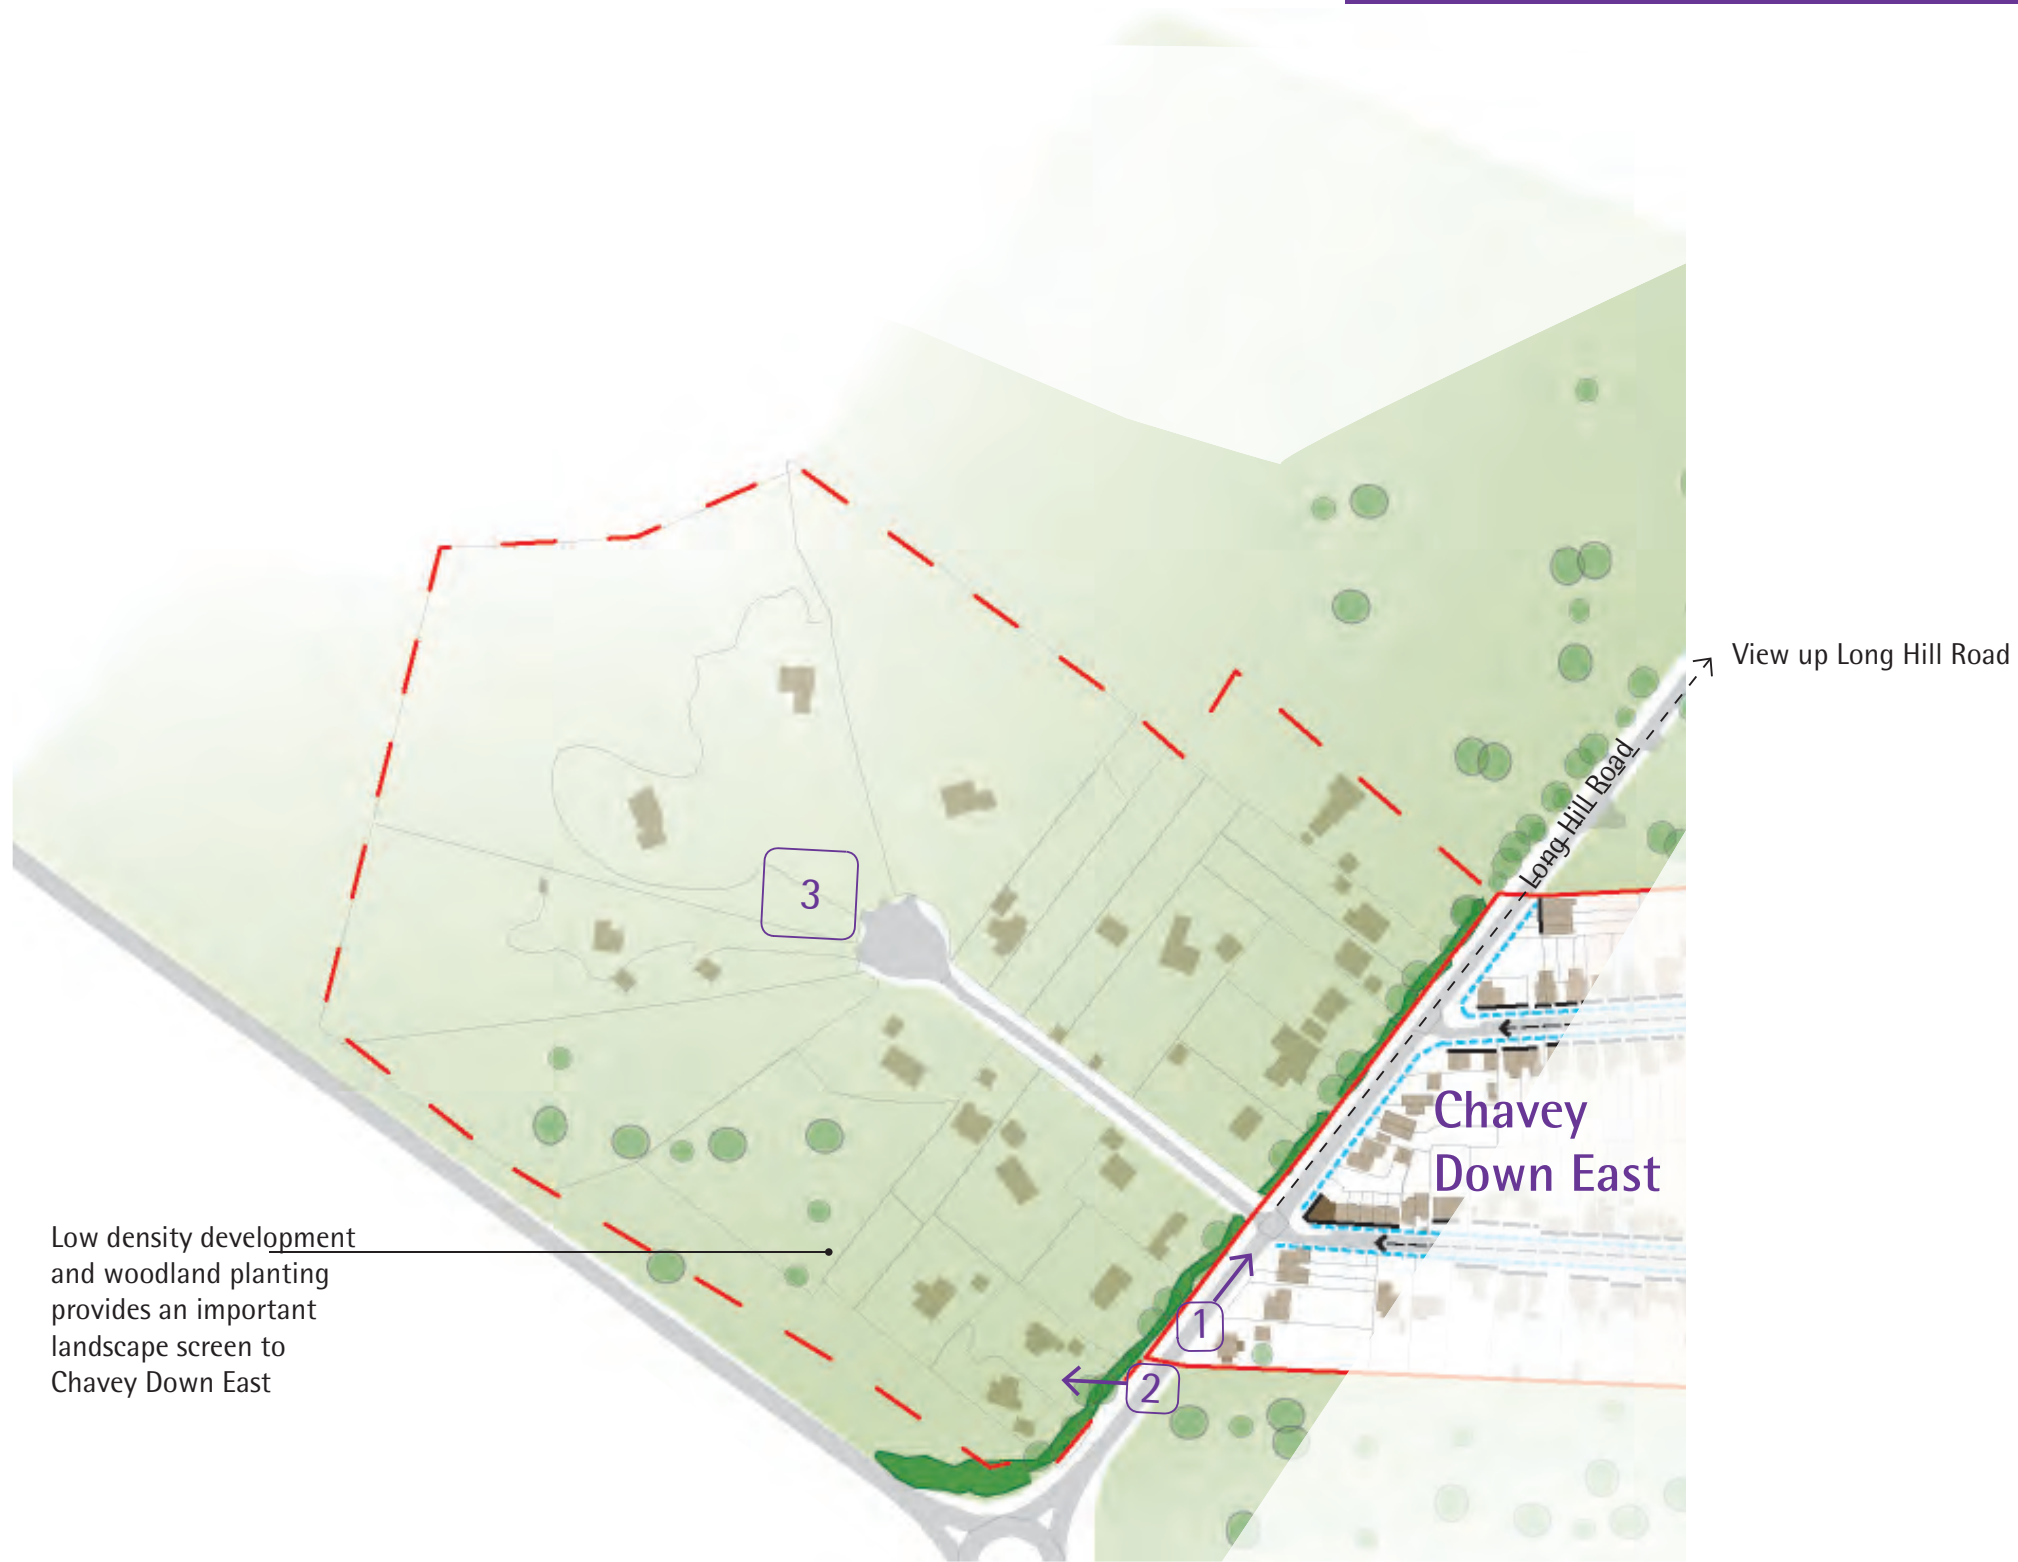 View up Long Hill Road
Long Hill Road
3
Chavey
Down East
Low density development
and woodland planting
provides an important
landscape screen to
Chavey Down East
1
2